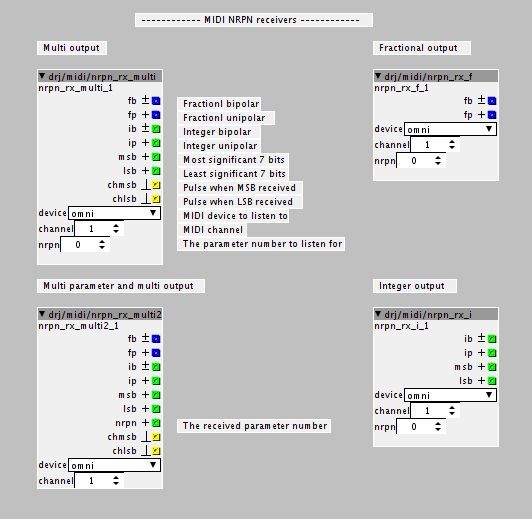 ------------ MIDI NRPN receivers ------------
Multi output
Fractional output
▼ drj/midi/nrpn_rx_multi
nrpn_rx_multi_1
fb ±
fp +
ib ±
ip +
msb +
lsb +
chmsb
chlsb
device omni ▼
channel 1
nrpn 0
Fractionl bipolar
Fractionl unipolar
Integer bipolar
Integer unipolar
Most significant 7 bits
Least significant 7 bits
Pulse when MSB received
Pulse when LSB received
MIDI device to listen to
MIDI channel
The parameter number to listen for
▼ drj/midi/nrpn_rx_f
nrpn_rx_f_1
fb ±
fp +
device omni ▼
channel 1
nrpn 0
Multi parameter and multi output
Integer output
▼ drj/midi/nrpn_rx_multi2
nrpn_rx_multi2_1
fb ±
fp +
ib ±
ip +
msb +
lsb +
nrpn +
chmsb
chlsb
device omni ▼
channel 1
The received parameter number
▼ drj/midi/nrpn_rx_i
nrpn_rx_i_1
ib ±
ip +
msb +
lsb +
device omni ▼
channel 1
nrpn 0